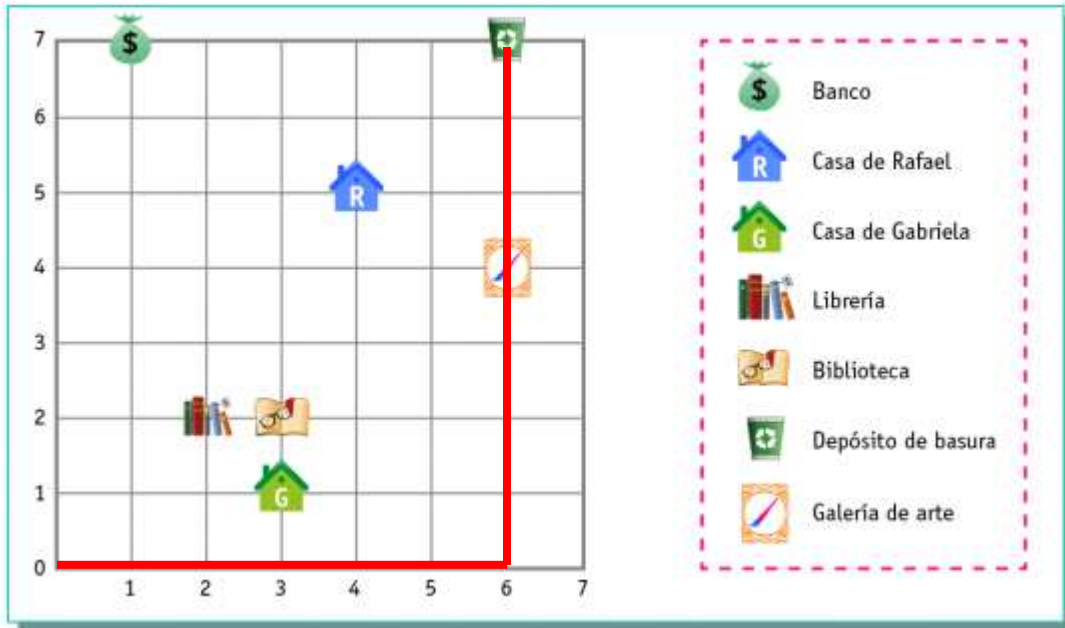 7
6
5
4
3
2
1
0
1 2 3 4 5 6 7
$
R
G
$ Banco
R Casa de Rafael
G Casa de Gabriela
Librería
Biblioteca
Depósito de basura
Galería de arte